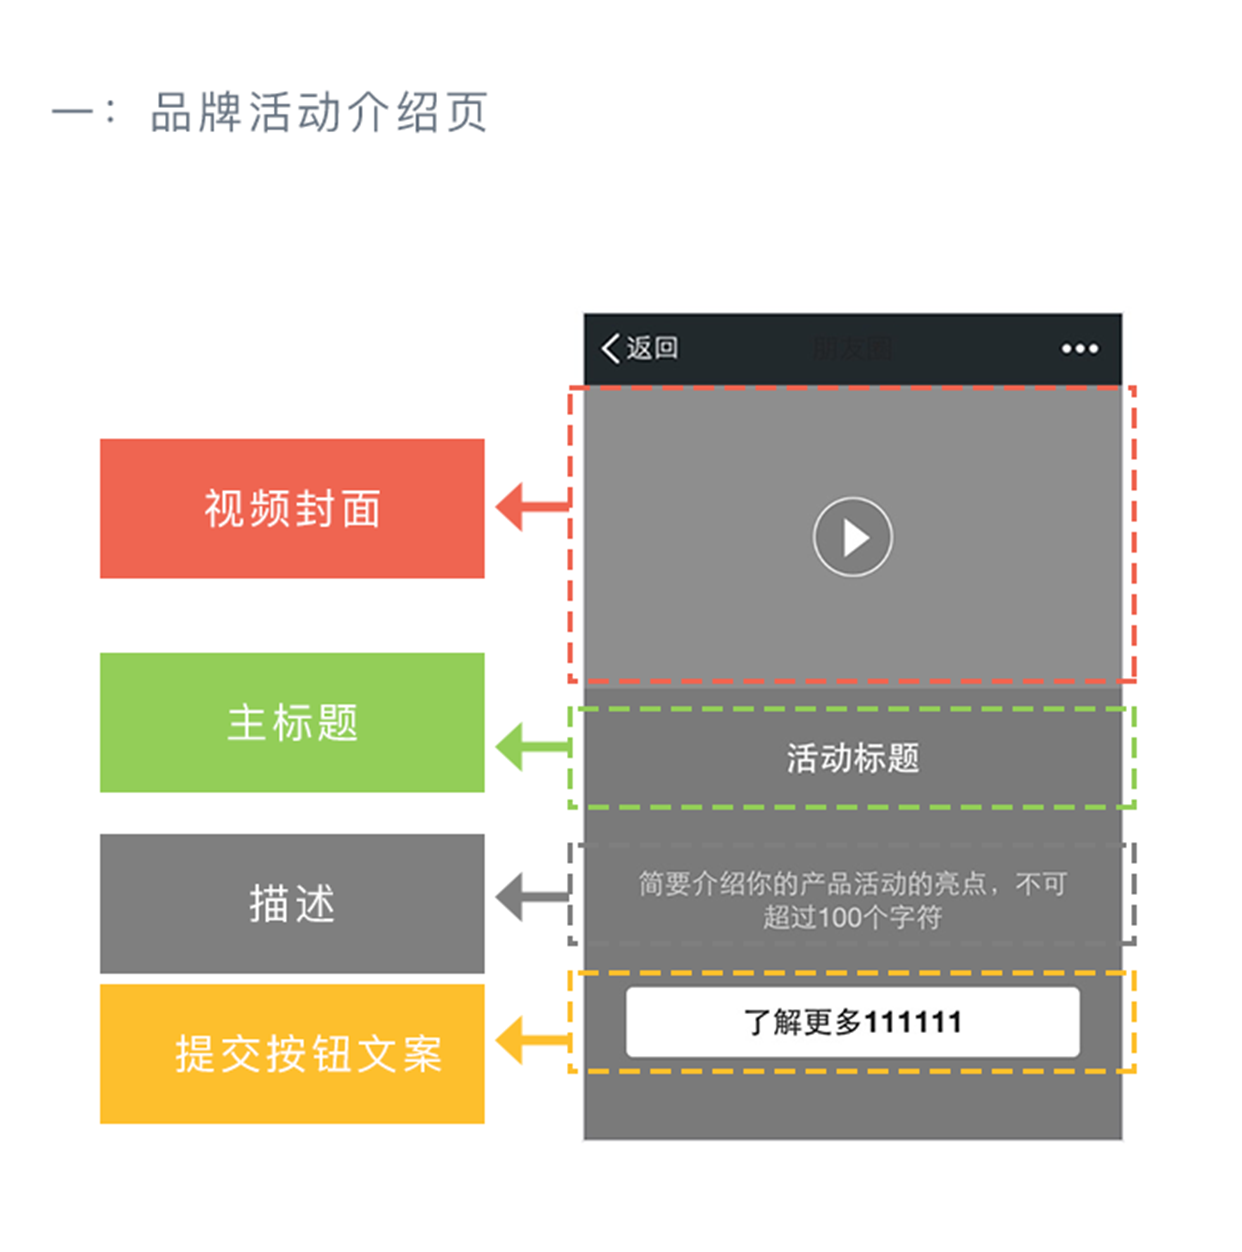 一：品牌活动介绍页
返回
朋友圈
视频封面
主标题
活动标题
描述
简要介绍你的产品活动的亮点，不可
超过100个字符
提交按钮文案
了解更多111111